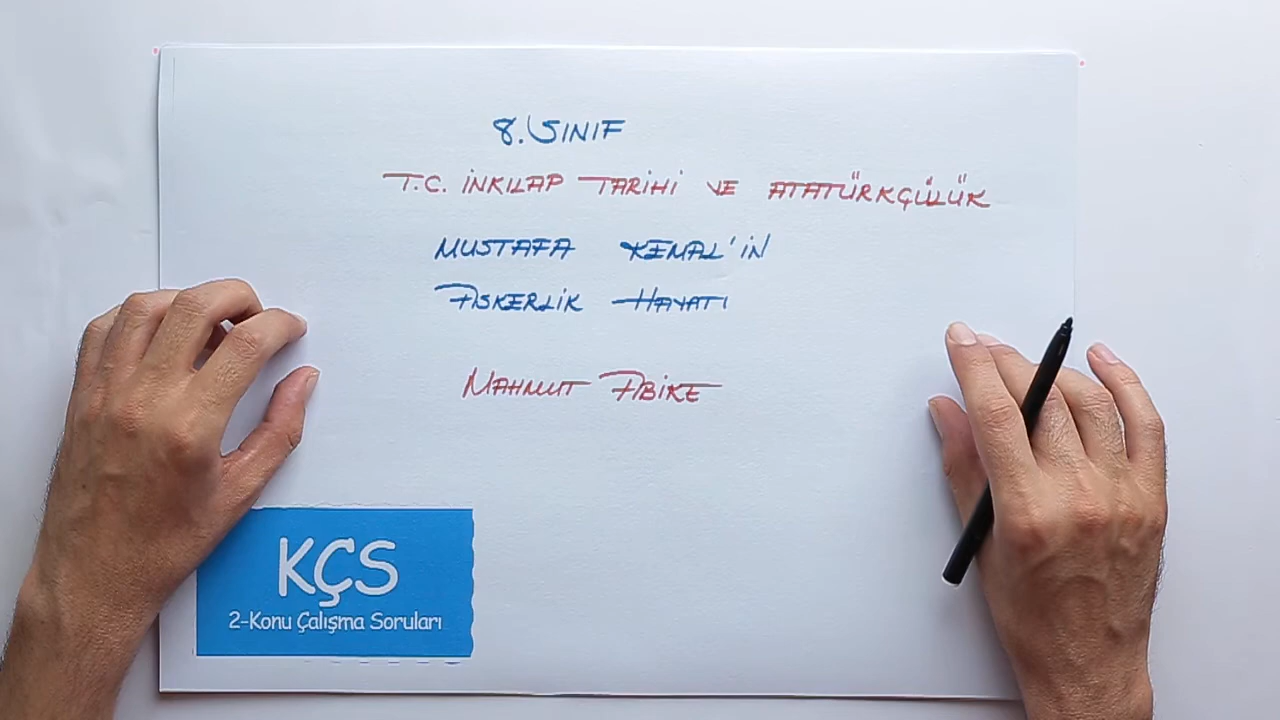 8. SINIF
T.C. İNKILAP TARİHİ VE ATATÜRKÇÜLÜK
MUSTAFA KEMAL'İN
ASKERLİK HAYATI
MAHMUT ABİKE
KÇS
2-Konu Çalışma Soruları